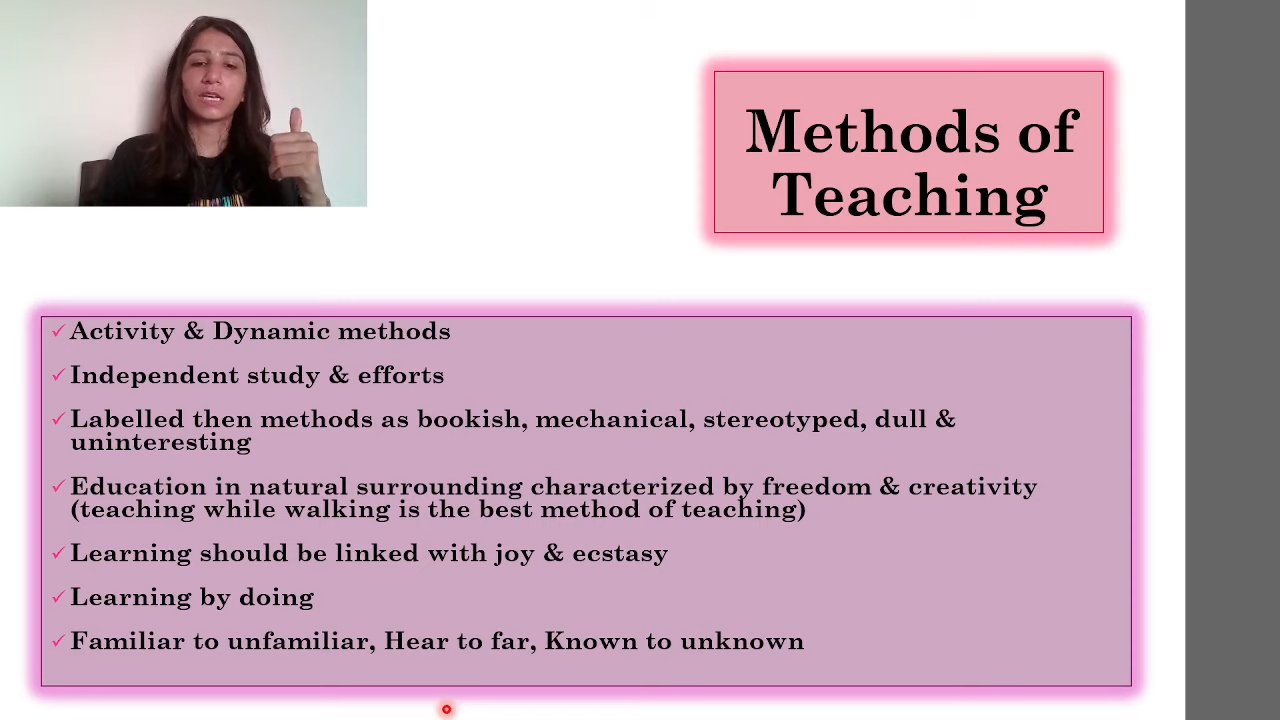 Methods of
Teaching
✓ Activity & Dynamic methods
✓ Independent study & efforts
✓ Labelled then methods as bookish, mechanical, stereotyped, dull &
uninteresting
✓ Education in natural surrounding characterized by freedom & creativity
(teaching while walking is the best method of teaching)
✓ Learning should be linked with joy & ecstasy
✓ Learning by doing
✓ Familiar to unfamiliar, Hear to far, Known to unknown